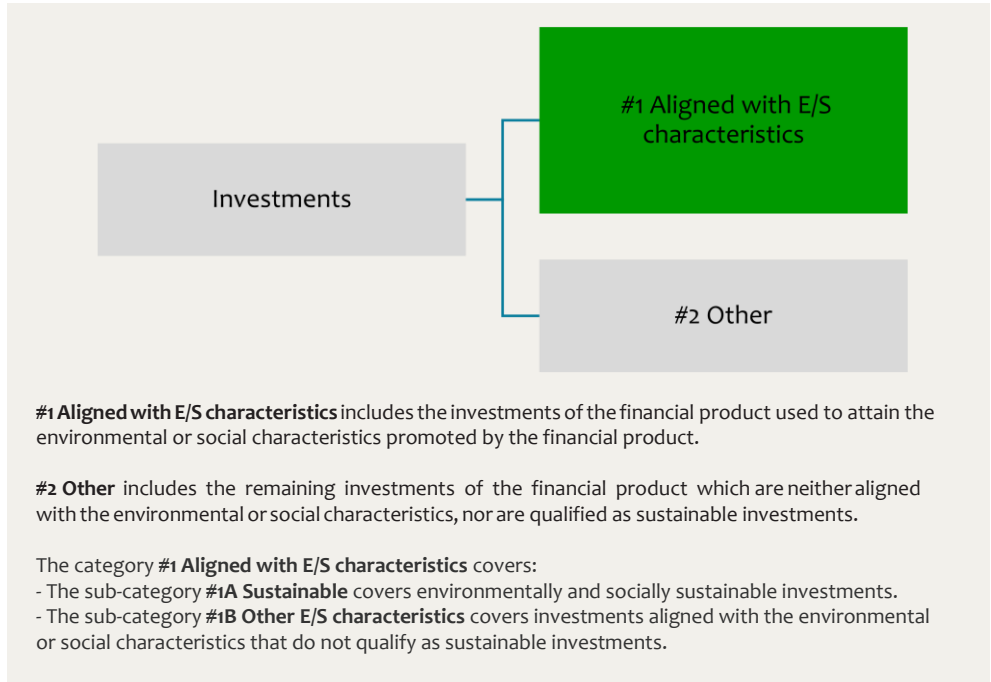 #1 Aligned with E/S
characteristics
Investments
#2 Other
#1 Aligned with E/S characteristics includes the investments of the financial product used to attain the
environmental or social characteristics promoted by the financial product.
#2 Other includes the remaining investments of the financial product which are neither aligned
with the environmental or social characteristics, nor are qualified as sustainable investments.
The category #1 Aligned with E/S characteristics covers:
- The sub-category #1A Sustainable covers environmentally and socially sustainable investments.
- The sub-category #1B Other E/S characteristics covers investments aligned with the environmental
or social characteristics that do not qualify as sustainable investments.